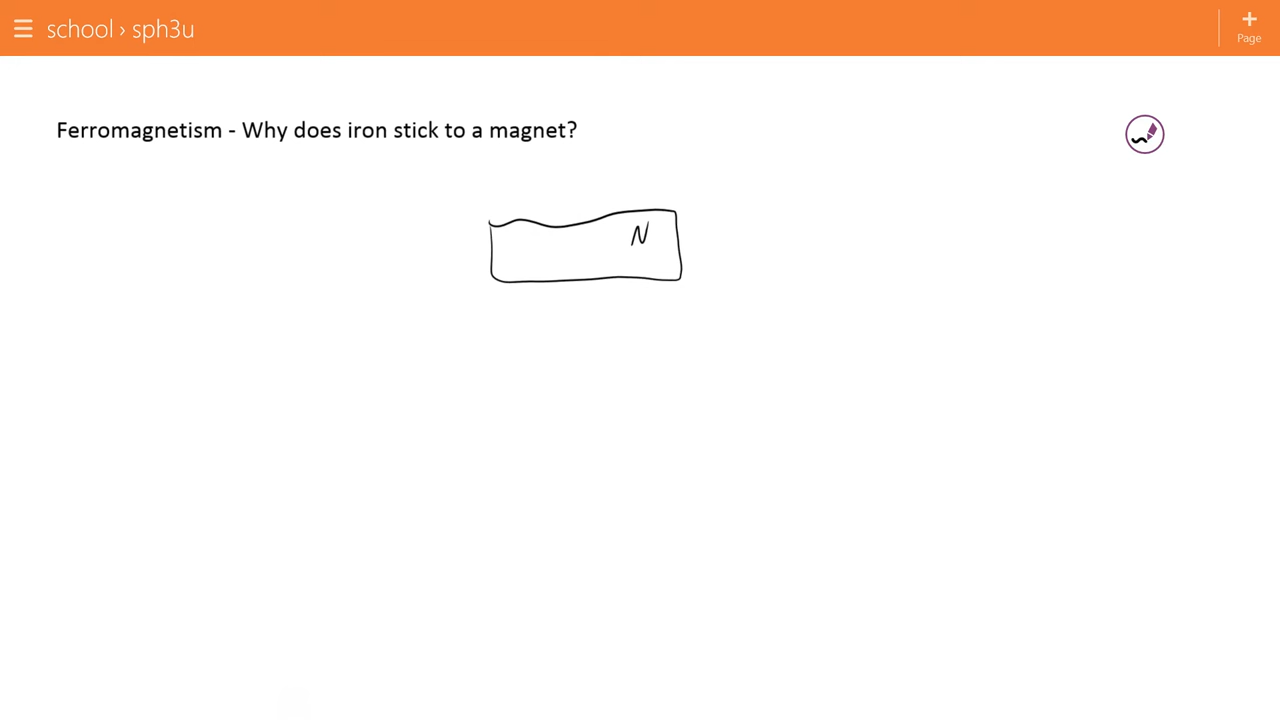 school › sph3u
Page
Ferromagnetism - Why does iron stick to a magnet?
N